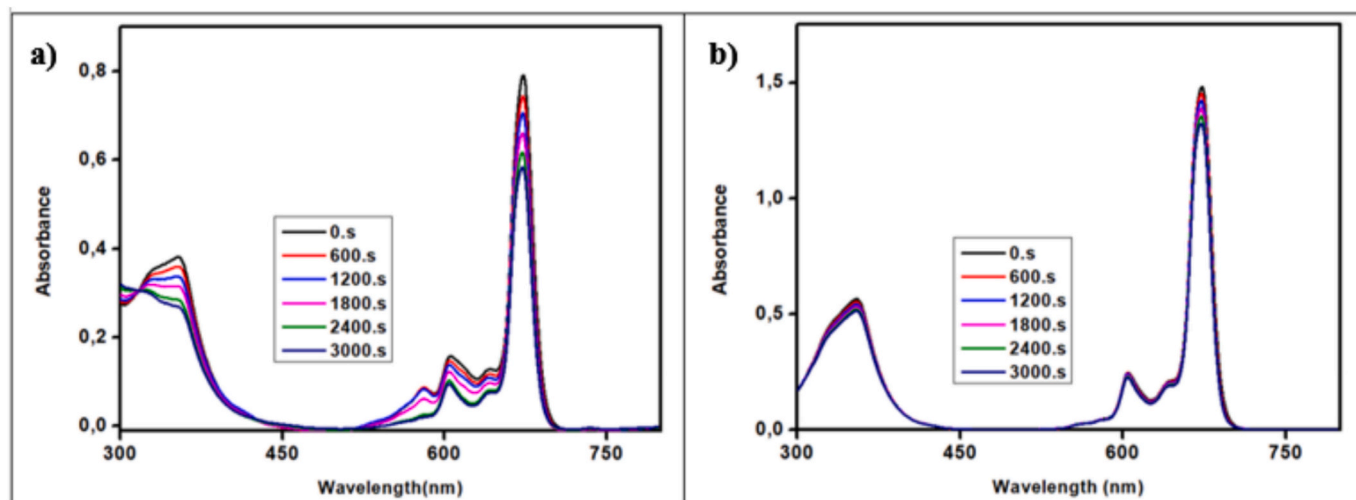 a)
0,8
0,6
0,4
0,2
0,0
Absorbance
0.s
600.s
1200.s
1800.s
2400.s
3000.s
300
450
600
750
Wavelength(nm)
b)
1,5
1,0
0,5
0,0
Absorbance
0.s
600.s
1200.s
1800.s
2400.s
3000.s
300
450
600
750
Wavelength (nm)